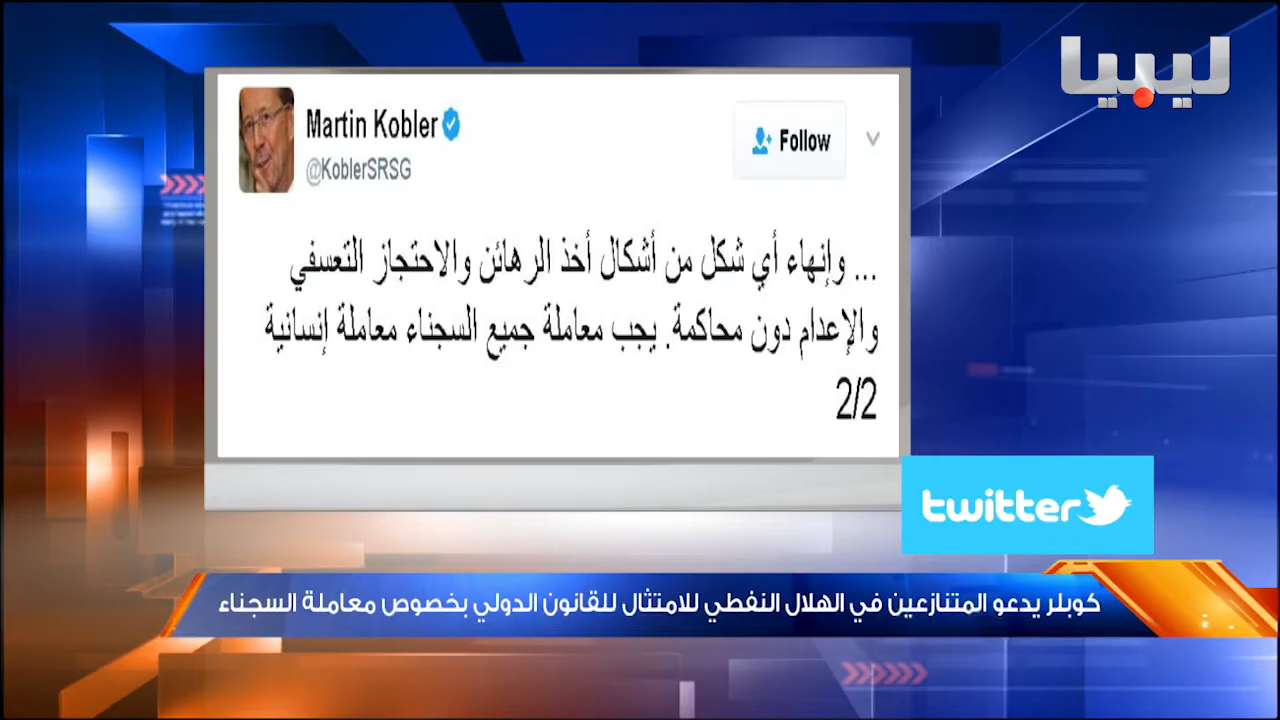 ليبيا
Martin Kobler
@KoblerSRSG
Follow
... وإنهاء أي شكل من أشكال أخذ الرهائن والاحتجاز التعسفي
والإعدام دون محاكمة. يجب معاملة جميع السجناء معاملة إنسانية
2/2
twitter
كوبلر يدعو المتنازعين في الهلال النفطي للامتثال للقانون الدولي بخصوص معاملة السجناء